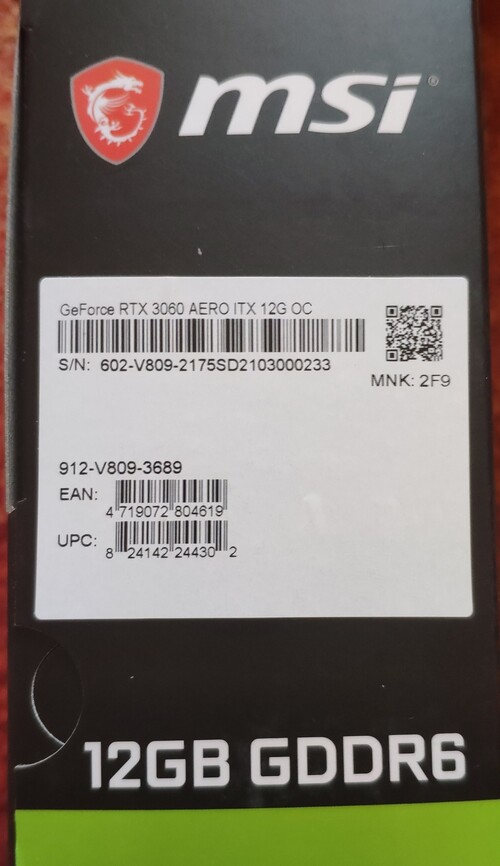 msi®
GeForce RTX 3060 AERO ITX 12G OC
S/N: 602-V809-2175SD2103000233
MNK: 2F9
912-V809-3689
EAN:
4 719072 804619
UPC:
8 24142 24430 2
12GB GDDR6